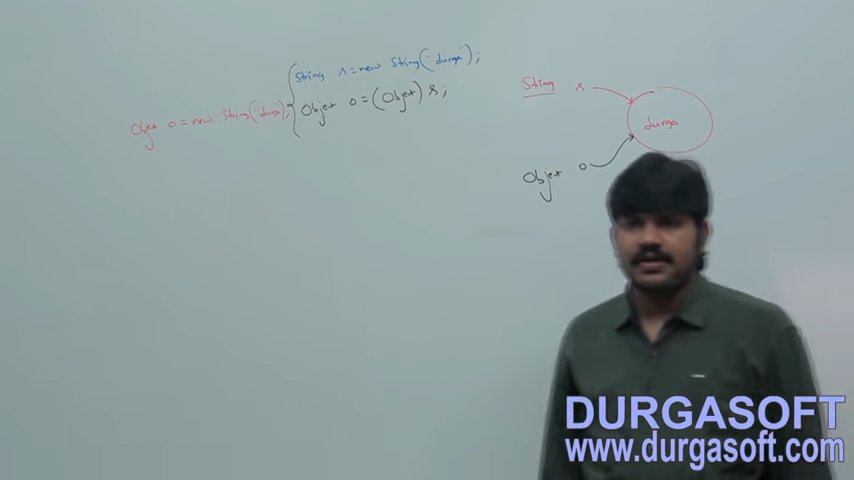 String s = new String("durga");
Object o = new String("durga");
Object o = (Object) s;
String s
durga
Object o
DURGASOFT
www.durgasoft.com